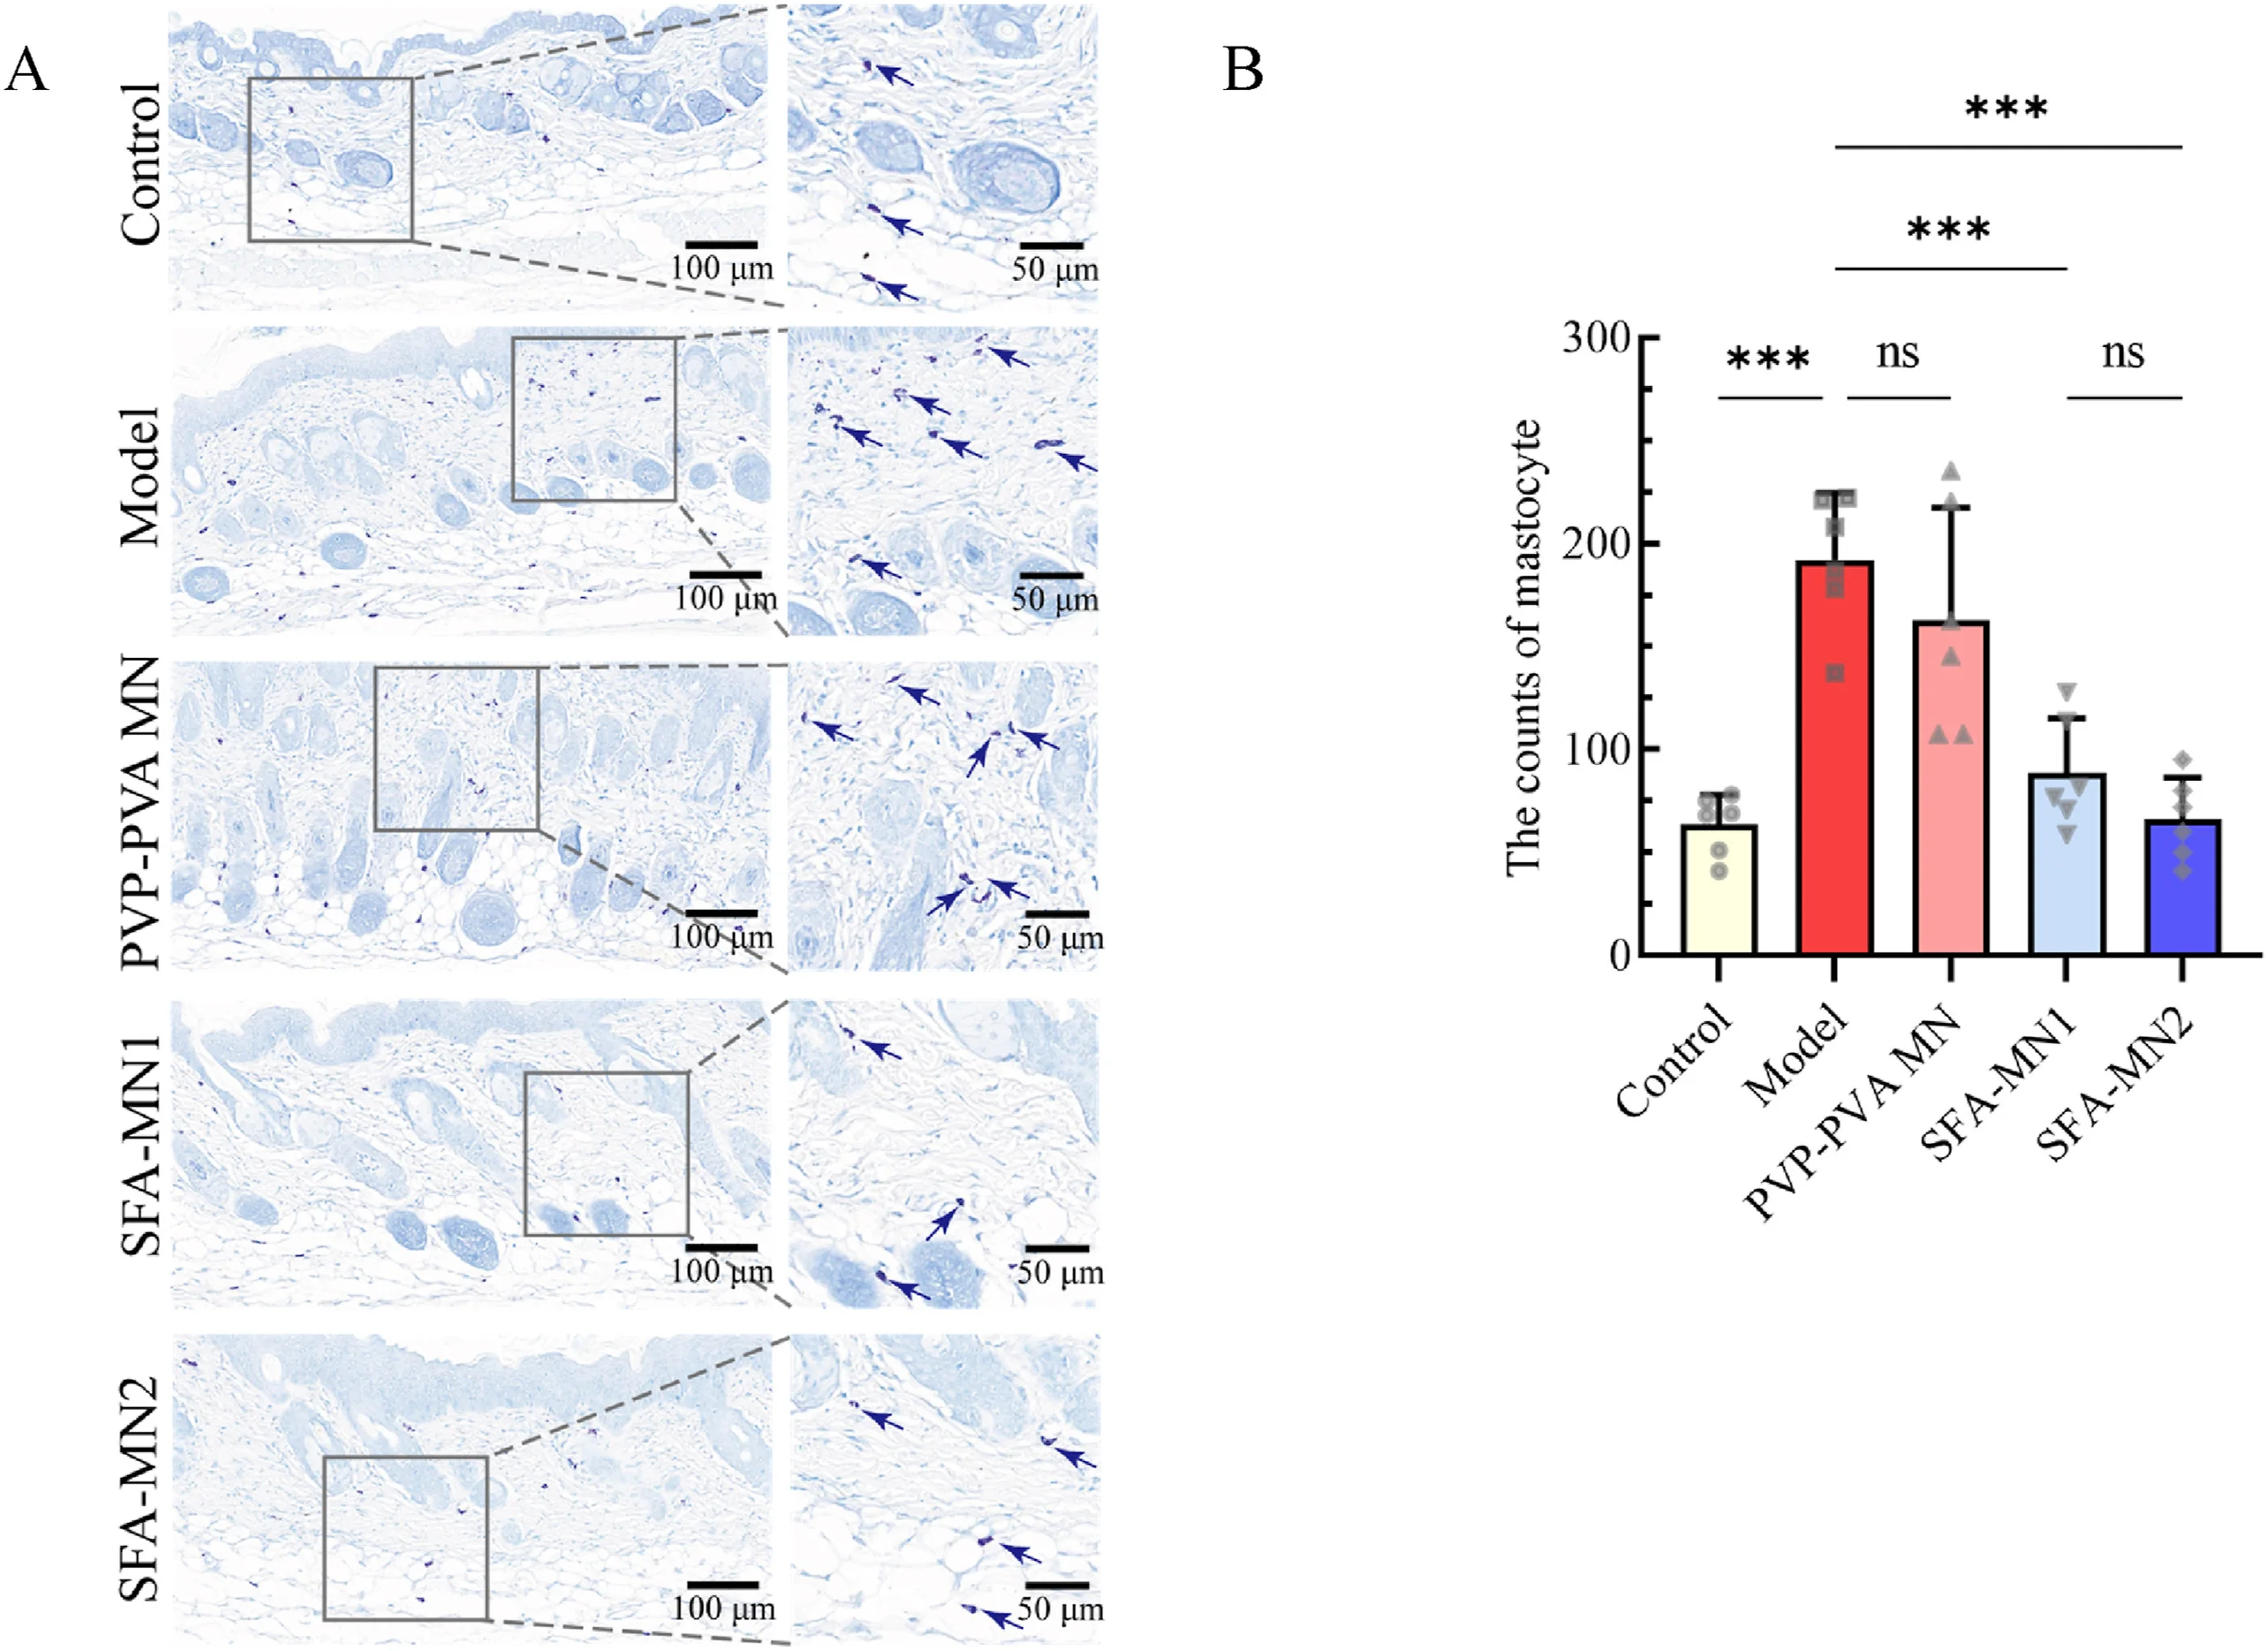 A
Control
100 μm
50 μm
Model
100 μm
50 μm
PVP-PVA MN
100 μm
50 μm
SFA-MN1
100 μm
50 μm
SFA-MN2
100 μm
50 μm
B
***
***
***
ns
ns
The counts of mastocyte
300
200
100
0
Control
Model
PVP-PVA MN
SFA-MN1
SFA-MN2